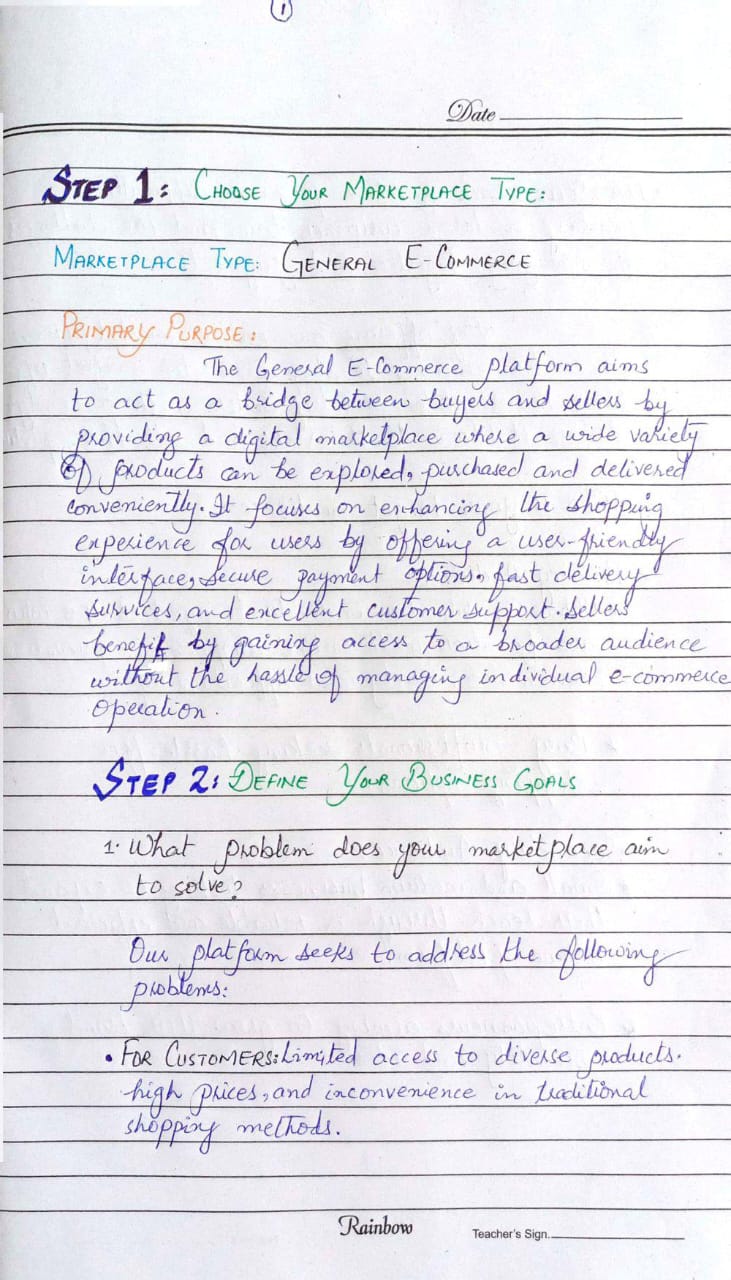 1
Date
STEP 1: CHOOSE YOUR MARKETPLACE TYPE:
MARKETPLACE TYPE: GENERAL E-COMMERCE
PRIMARY PURPOSE:
The General E-Commerce platform aims
to act as a bridge between buyers and sellers by
providing a digital marketplace where a wide variety
Of products can be explored, purchased and delivered
conveniently. It focuses on enhancing the shopping
experience for users by offering a user-friendly
interface, secure payment options, fast delivery
survices, and excellent customer support. Sellers
benefit by gaining access to a broader audience
without the hassle of managing individual e-commerce
Operation.
STEP 2: DEFINE YOUR BUSINESS GOALS
1. What problem does your marketplace aim
to solve?
Our platform seeks to address the following
problems:
• FOR CUSTOMERS: Limited access to diverse products.
high prices, and inconvenience in traditional
shopping methods.
Rainbow Teacher's Sign.